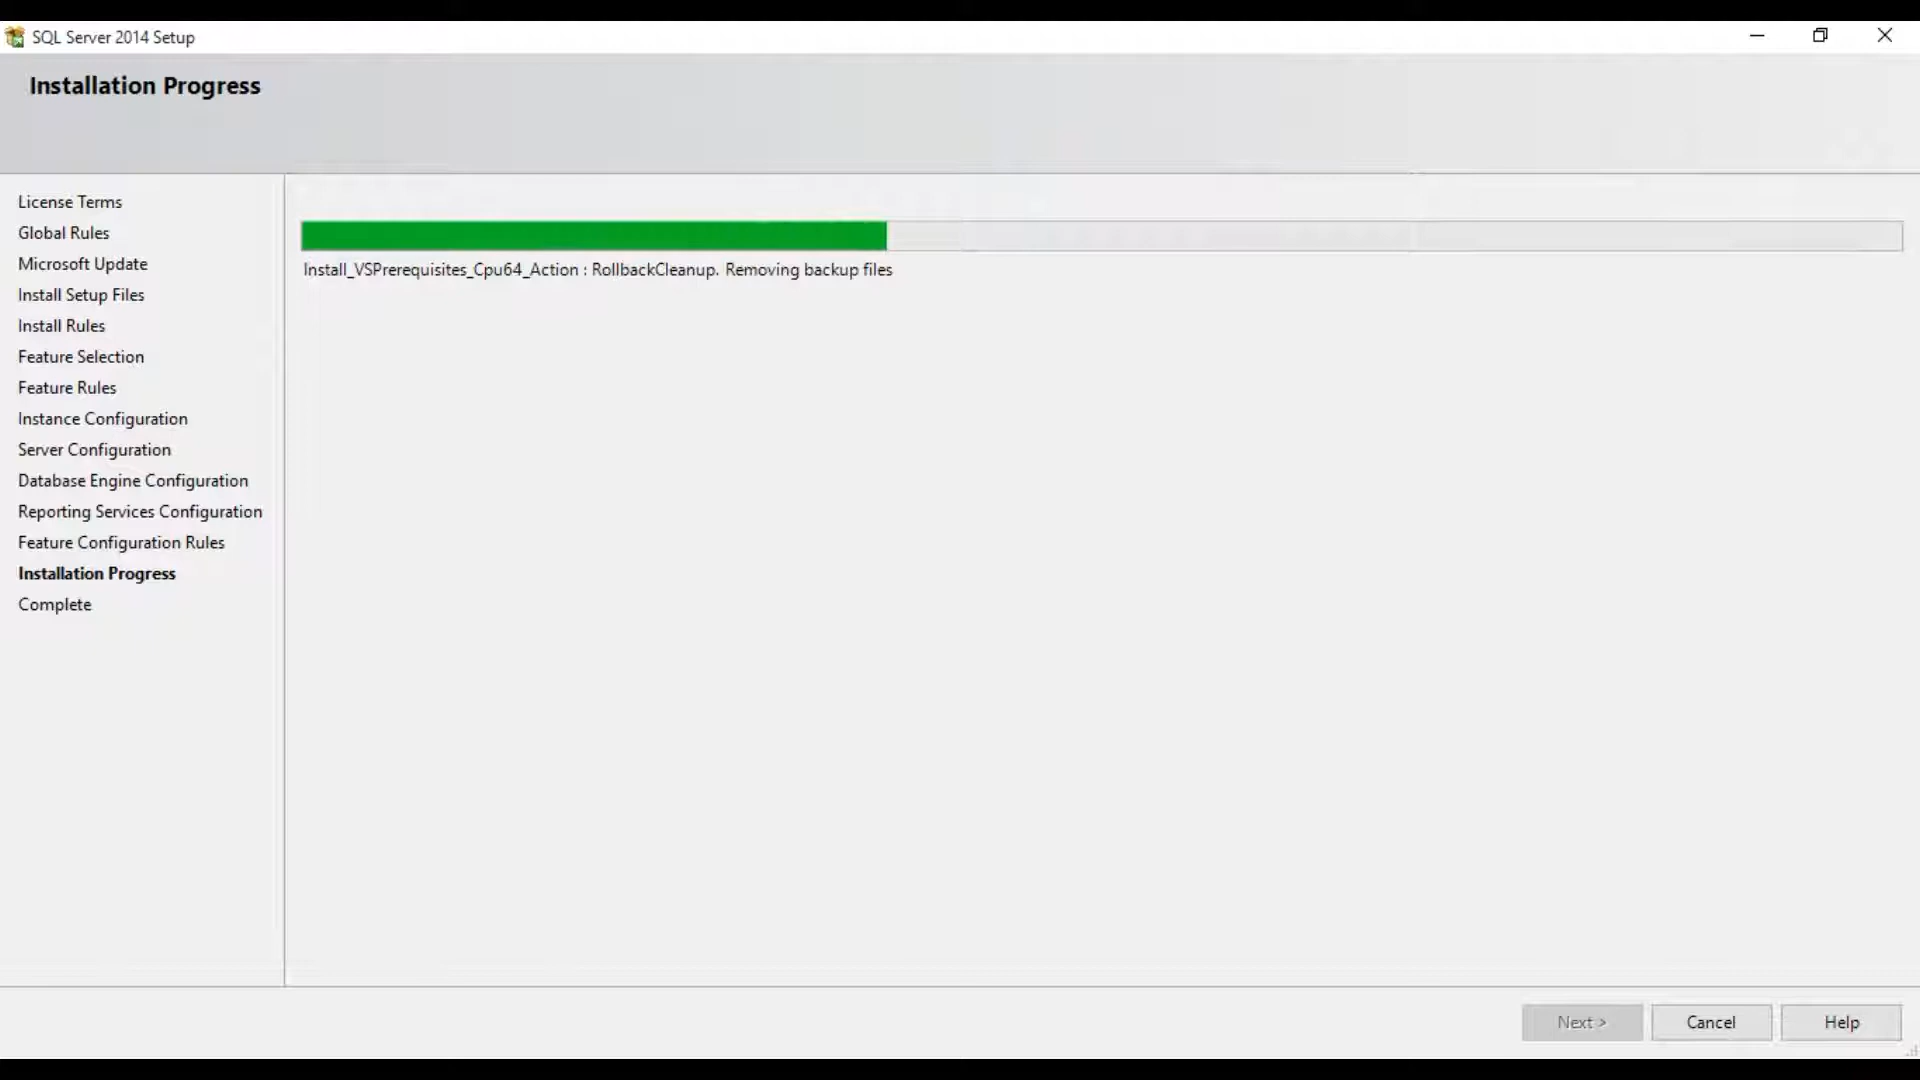 SQL Server 2014 Setup
Installation Progress
License Terms
Global Rules
Microsoft Update
Install Setup Files
Install Rules
Feature Selection
Feature Rules
Instance Configuration
Server Configuration
Database Engine Configuration
Reporting Services Configuration
Feature Configuration Rules
Installation Progress
Complete
Install_VSPrerequisites_Cpu64_Action : RollbackCleanup. Removing backup files
Next >
Cancel
Help